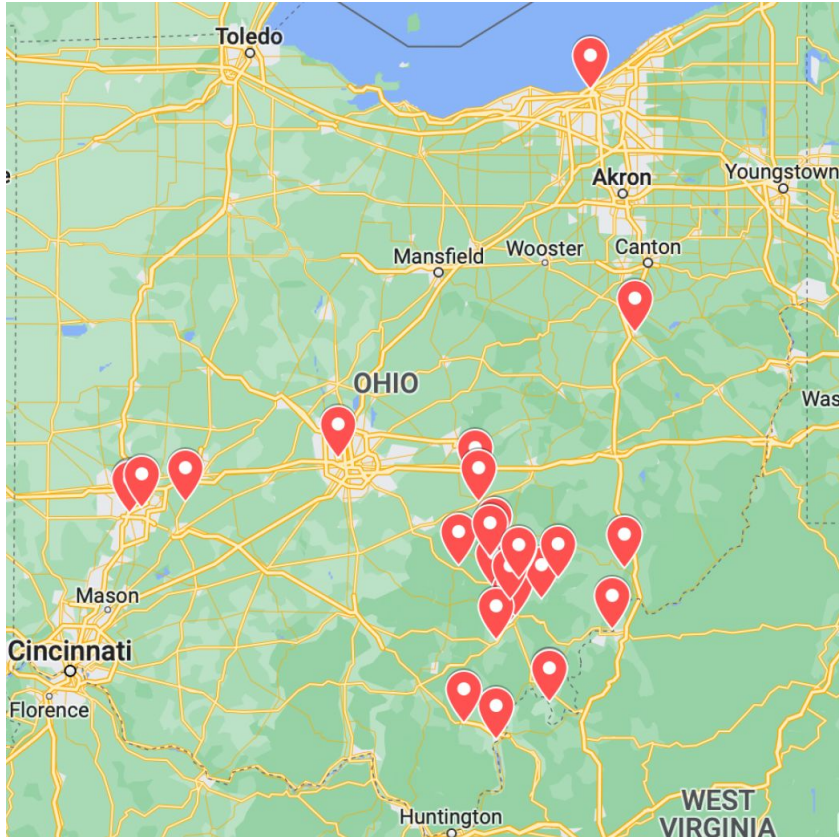 Toledo
Akron
Youngstown
Mansfield
Wooster
Canton
OHIO
Was
Mason
Cincinnati
Florence
WEST
VIRGINIA
Huntington